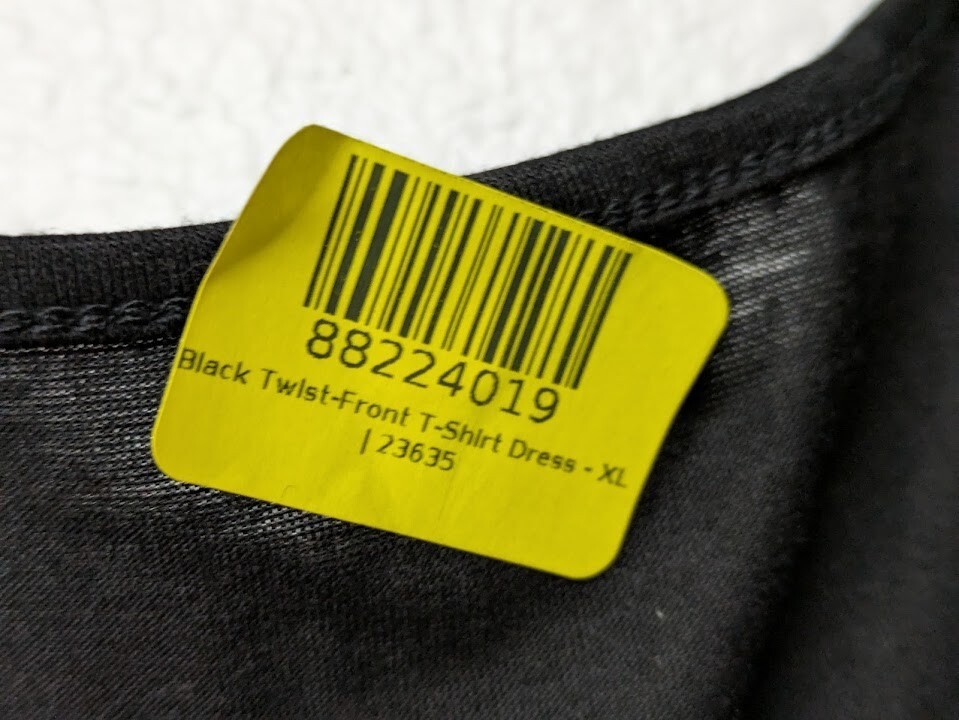 88224019
Black Twist-Front T-Shirt Dress - XL
| 23635